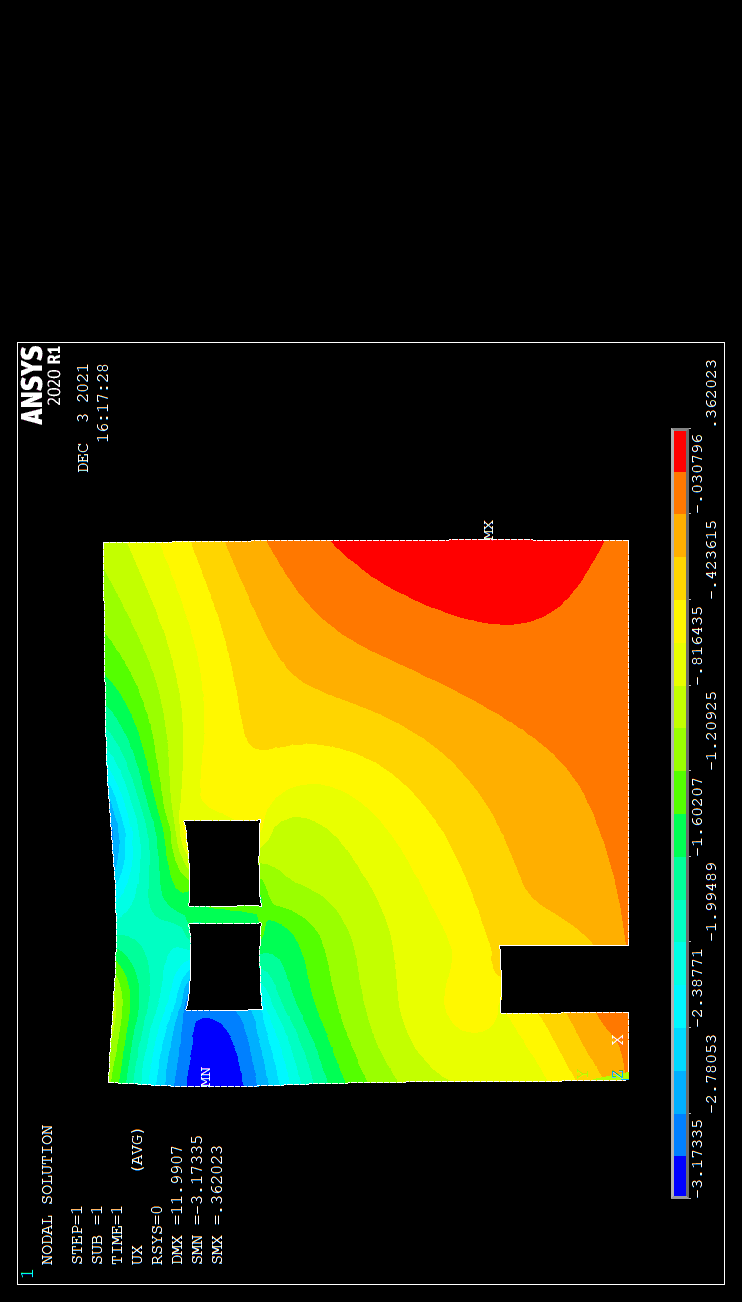 1
NODAL SOLUTION
STEP=1
SUB =1
TIME=1
UX (AVG)
RSYS=0
DMX =11.9907
SMN =-3.17335
SMX =.362023
ANSYS
2020 R1
DEC 3 2021
16:17:28
MX
MN
X
Z
-3.17335
-2.78053
-2.38771
-1.99489
-1.60207
-1.20925
-.816435
-.423615
-.030796
.362023